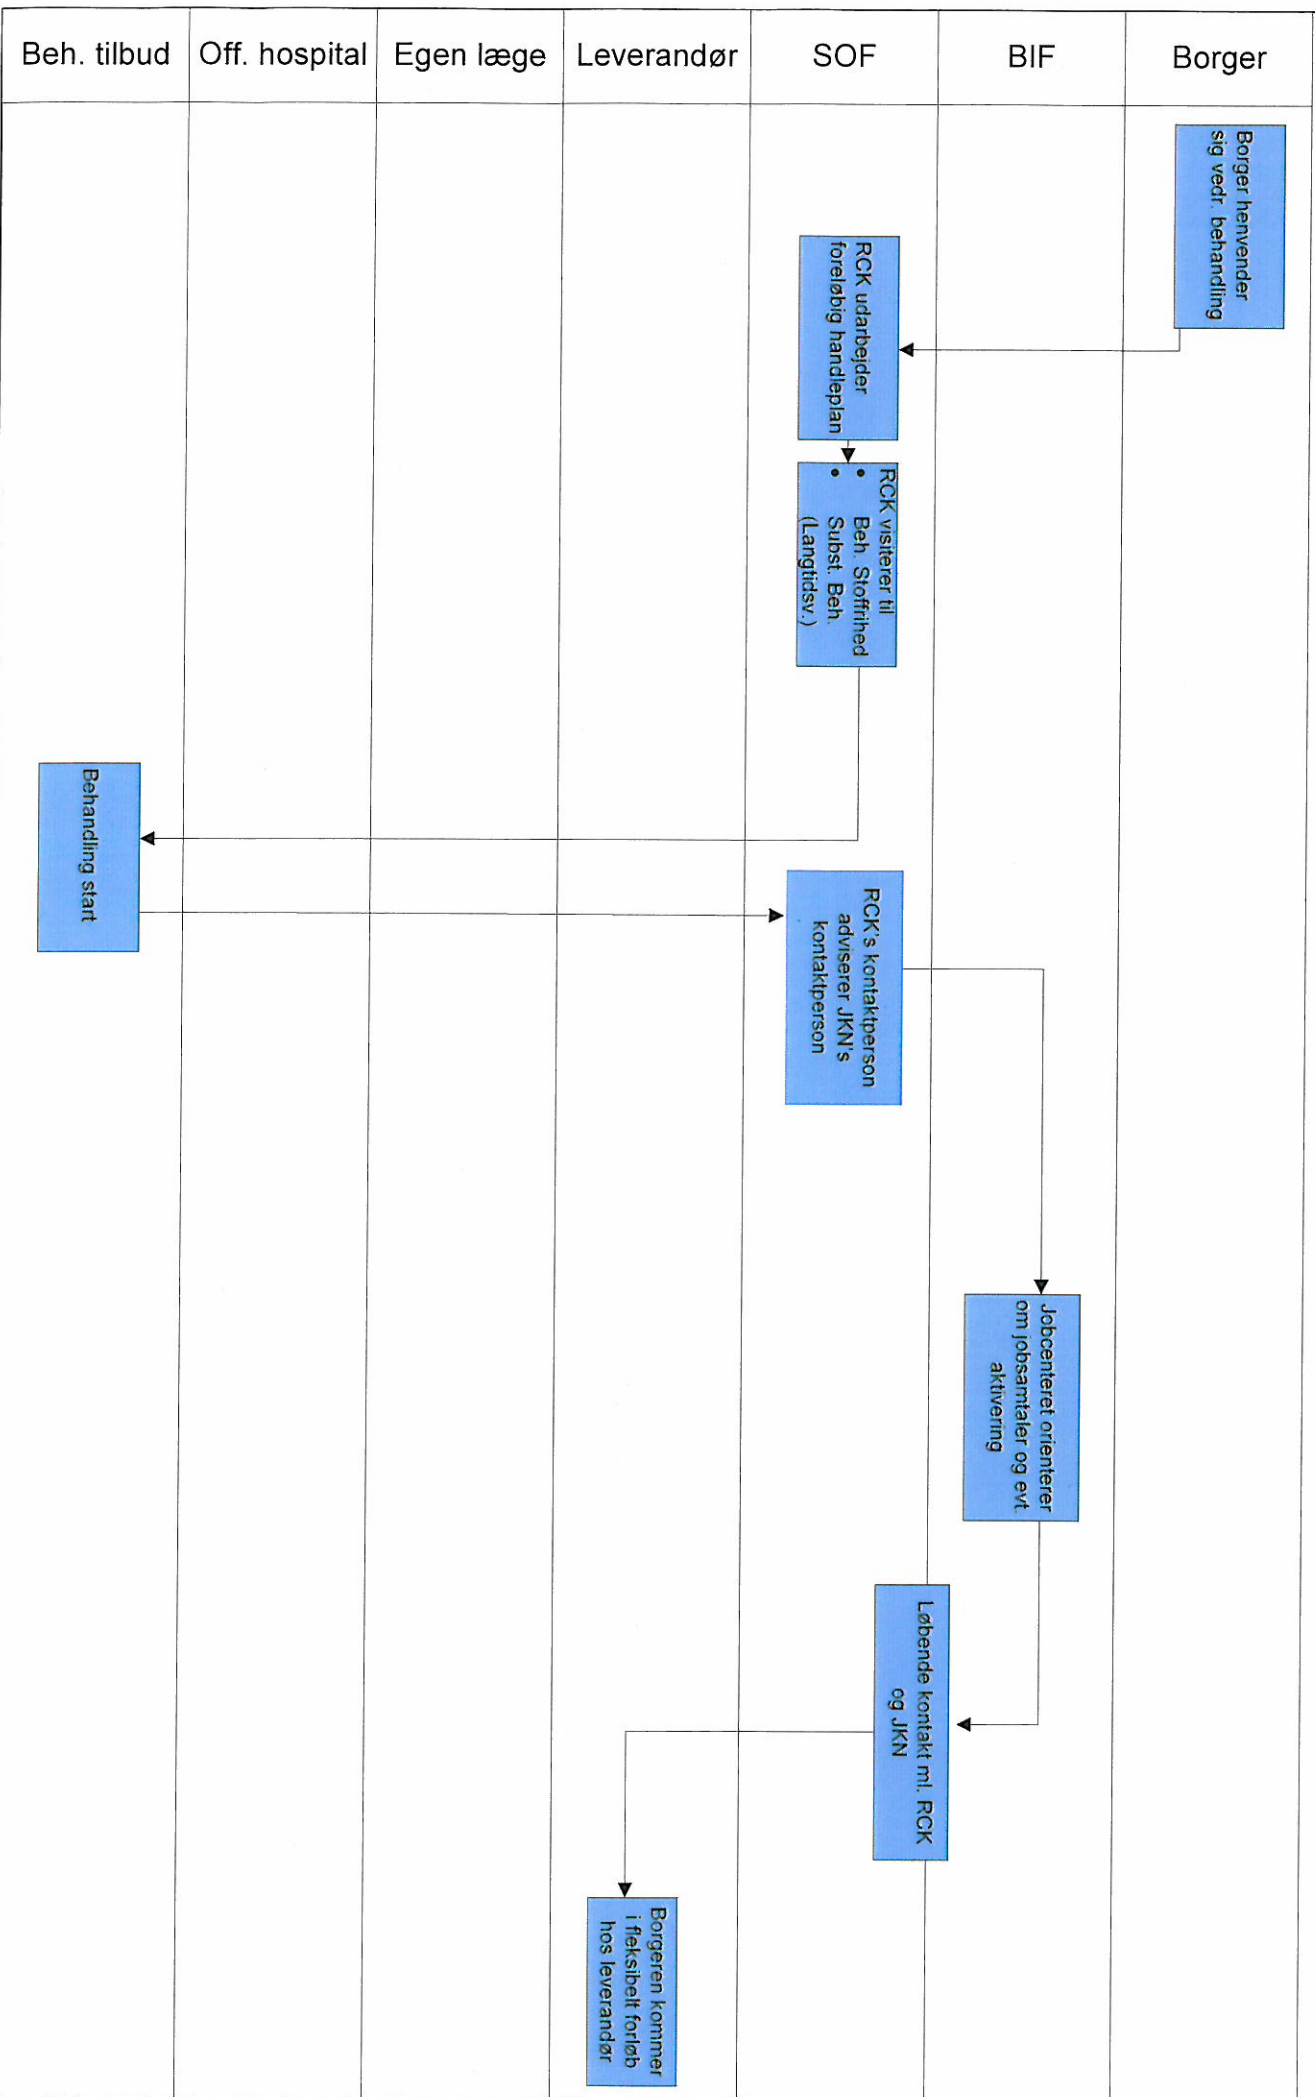 Beh. tilbud
Off. hospital
Egen læge
Leverandør
SOF
BIF
Borger
Borger henvender
sig vedr. behandling
RCK udarbejder
foreløbig handleplan
RCK visiterer til
• Beh. Stoffrihed
• Subst. Beh.
(Langtidsv.)
Behandling start
RCK's kontaktperson
adviserer JKN's
kontaktperson
Jobcenteret orienterer
om jobsamtaler og evt.
aktivering
Løbende kontakt ml. RCK
og JKN
Borgeren kommer
i fleksibelt forløb
hos leverandør